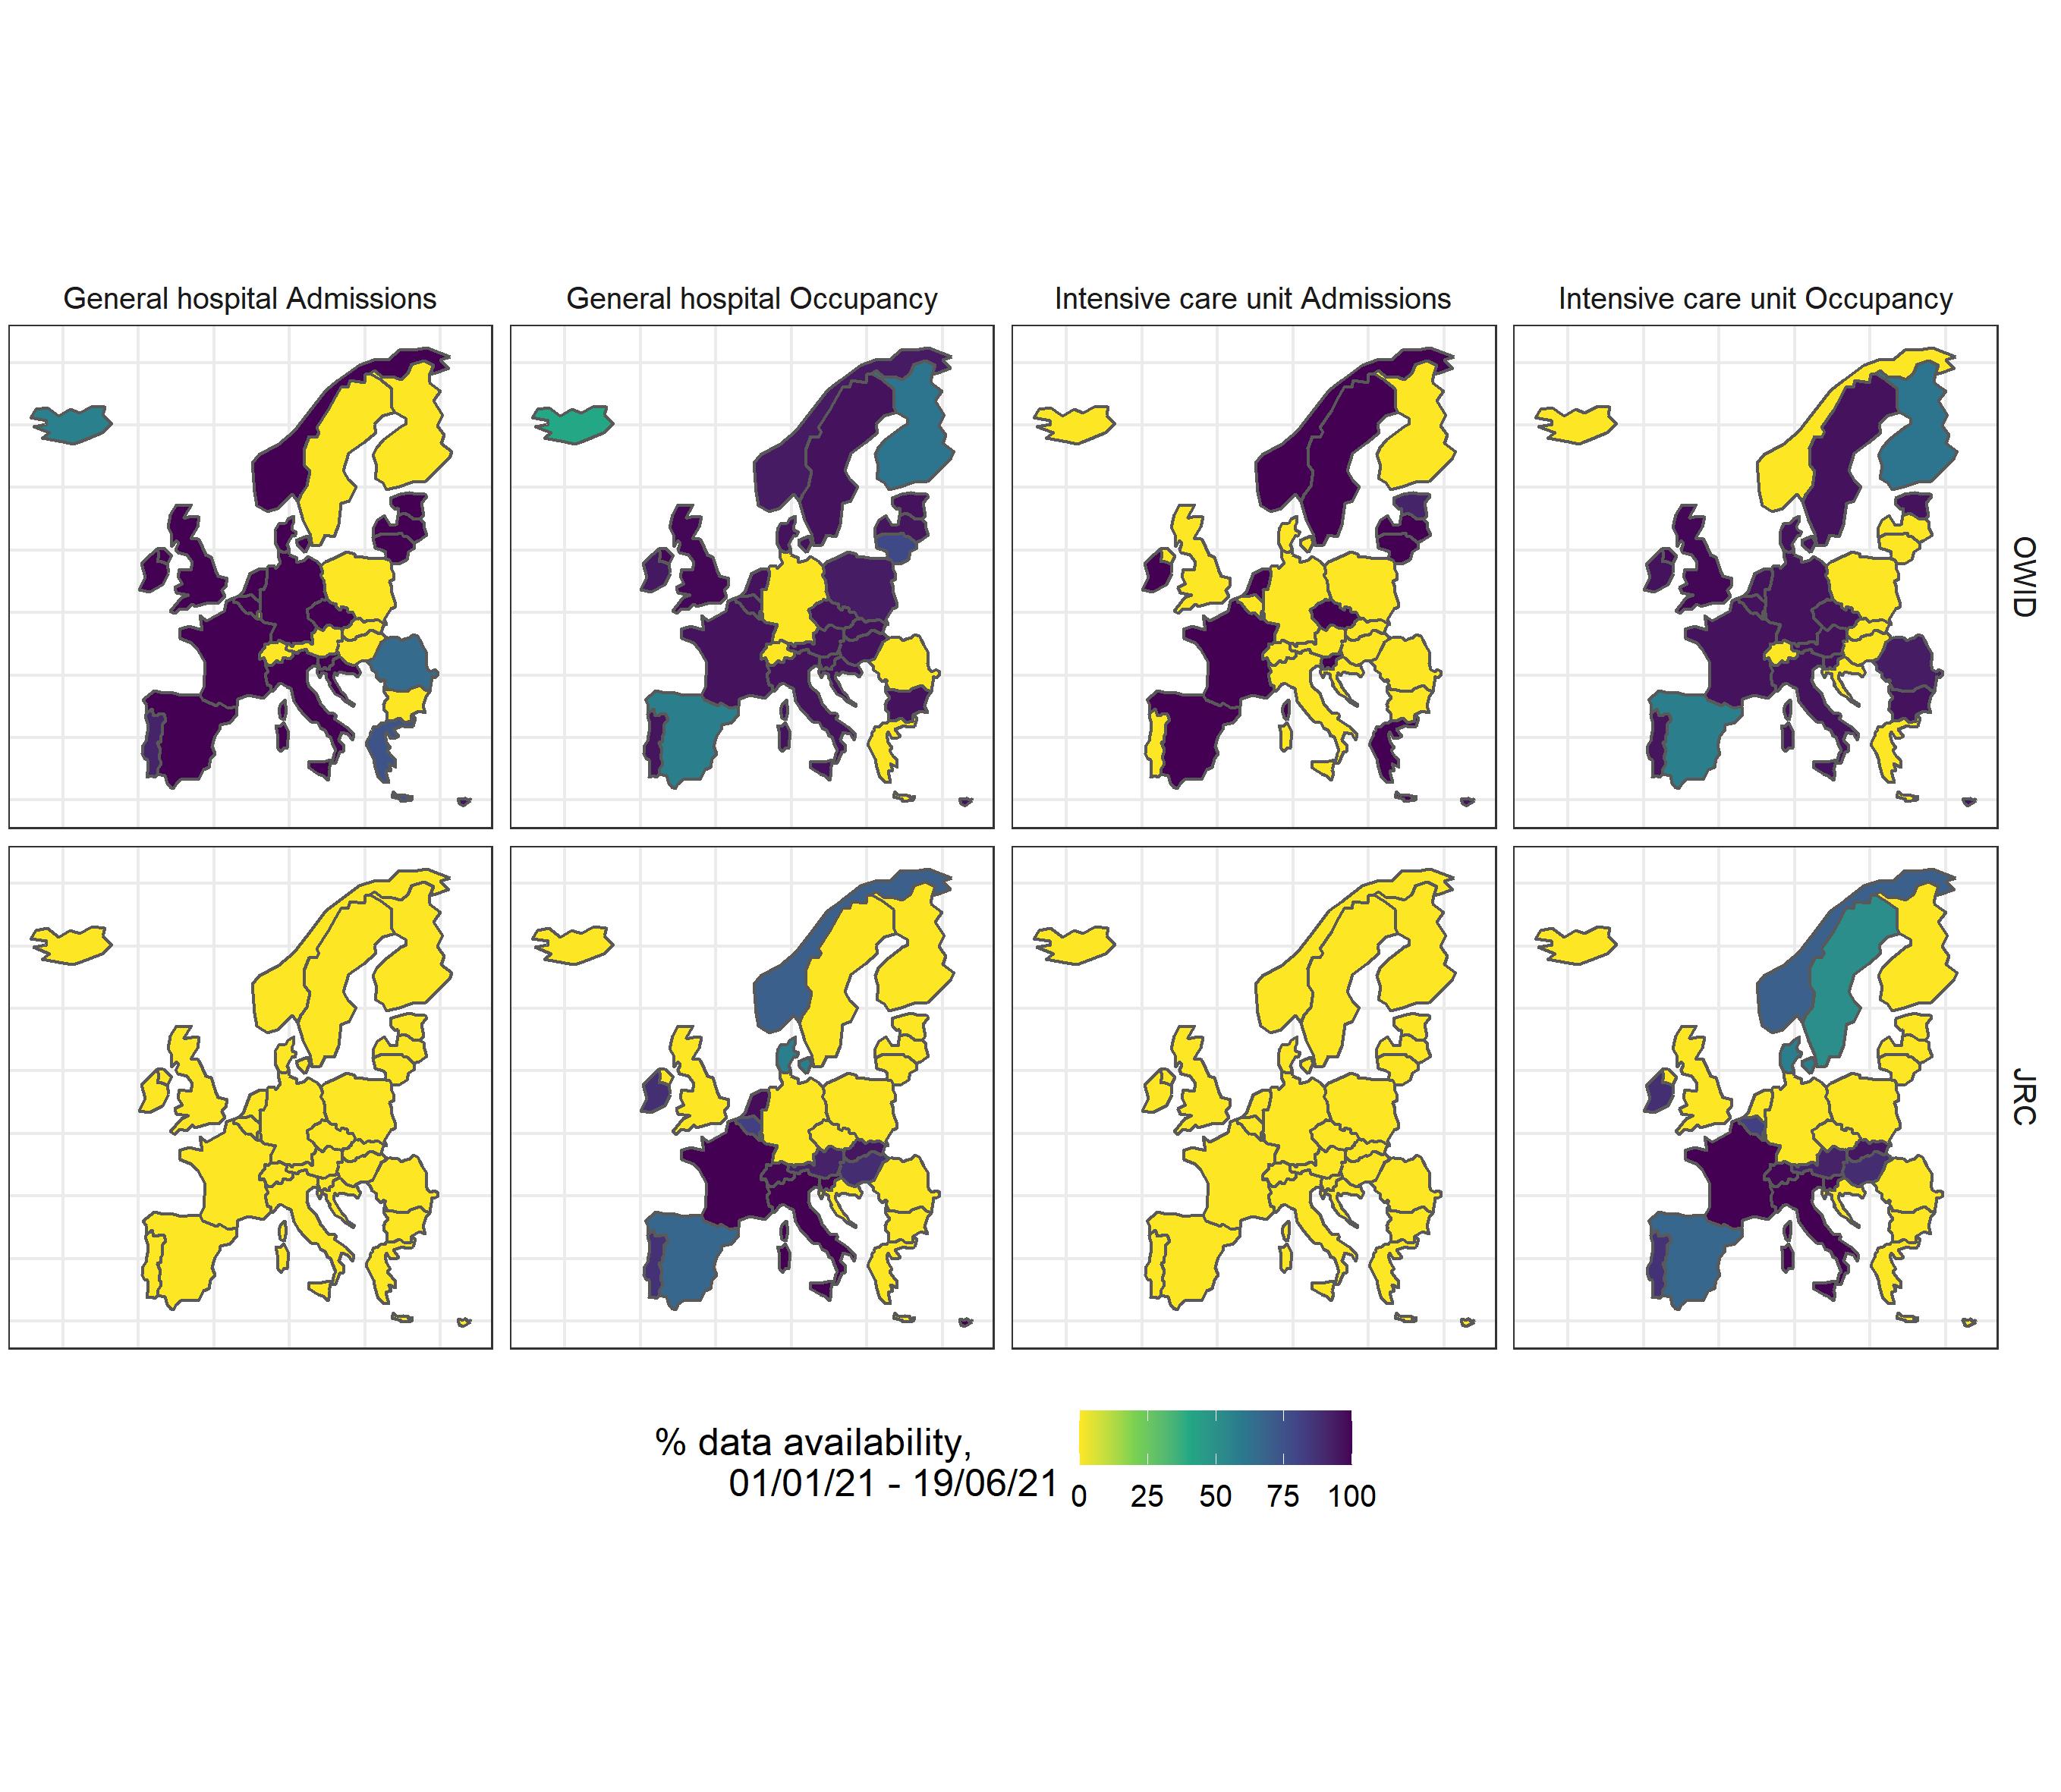 General hospital Admissions
General hospital Occupancy
Intensive care unit Admissions
Intensive care unit Occupancy
OWID
JRC
% data availability,
01/01/21 - 19/06/21
0 25 50 75 100